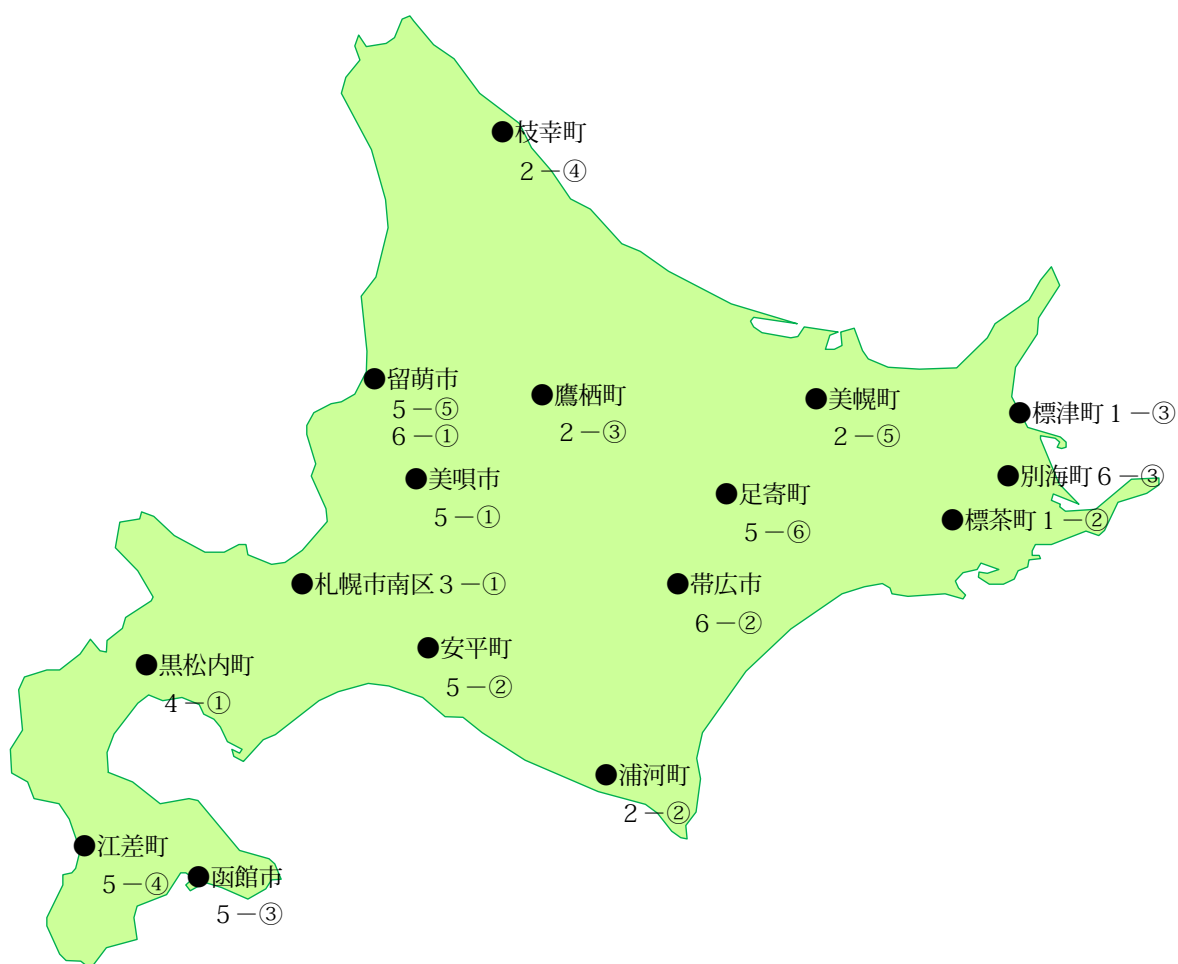 枝幸町
２－④
留萌市
５－⑤
６－①
鷹栖町
２－③
美幌町
２－⑤
標津町１－③
別海町６－③
美唄市
５－①
足寄町
５－⑥
標茶町１－②
札幌市南区３－①
帯広市
６－②
安平町
５－②
黒松内町
４－①
浦河町
２－②
江差町
５－④
函館市
５－③